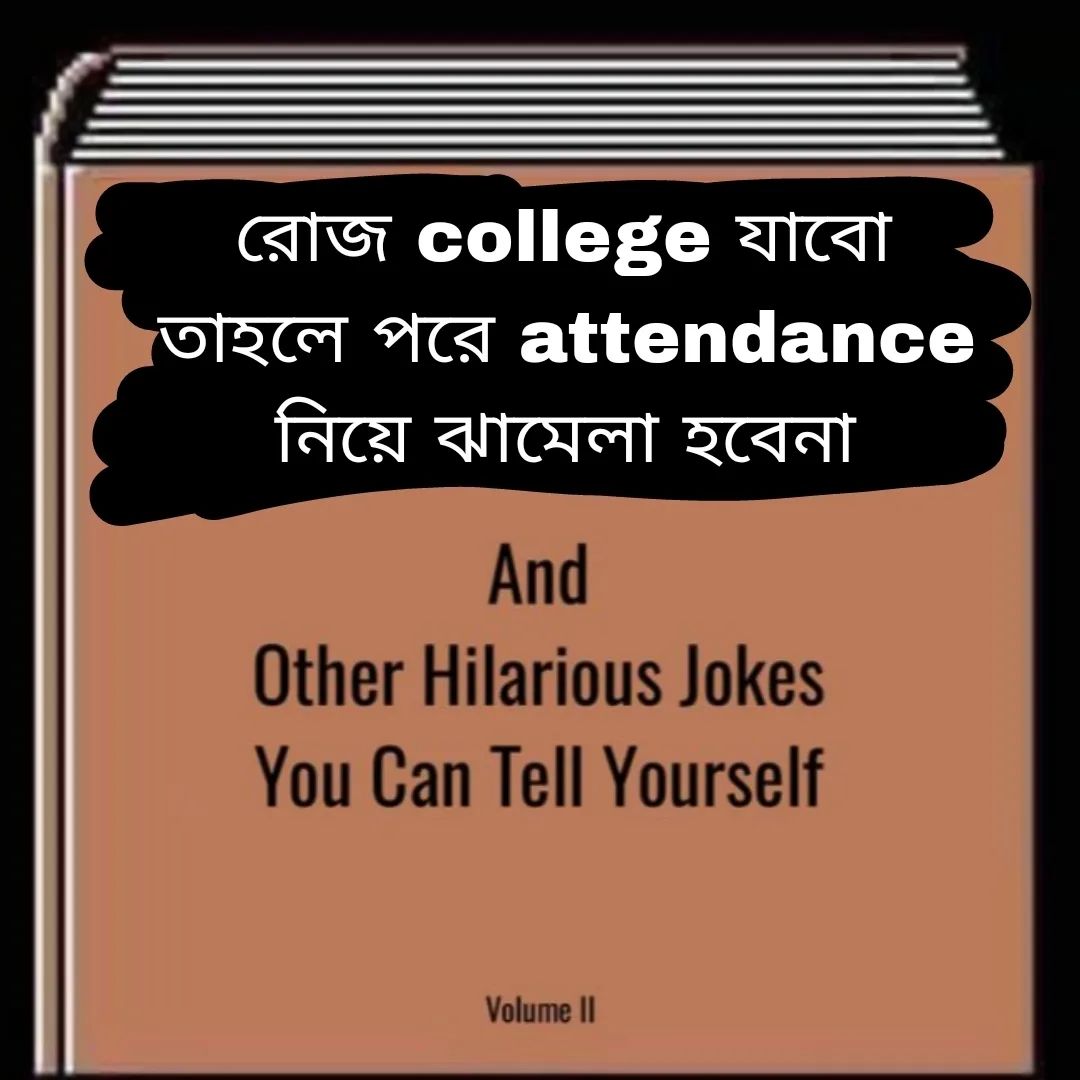 রোজ college যাবো
তাহলে পরে attendance
নিয়ে ঝামেলা হবেনা
And
Other Hilarious Jokes
You Can Tell Yourself
Volume II